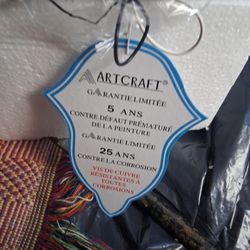 ARTCRAFT®
GARANTIE LIMITÉE
5 ANS
CONTRE DÉFAUT PRÉMATURÉ
DE LA PEINTURE
GARANTIE LIMITÉE
25 ANS
CONTRE LA CORROSION
VIS DE CUIVRE
RÉSISTANTES À
TOUTES
CORROSIONS